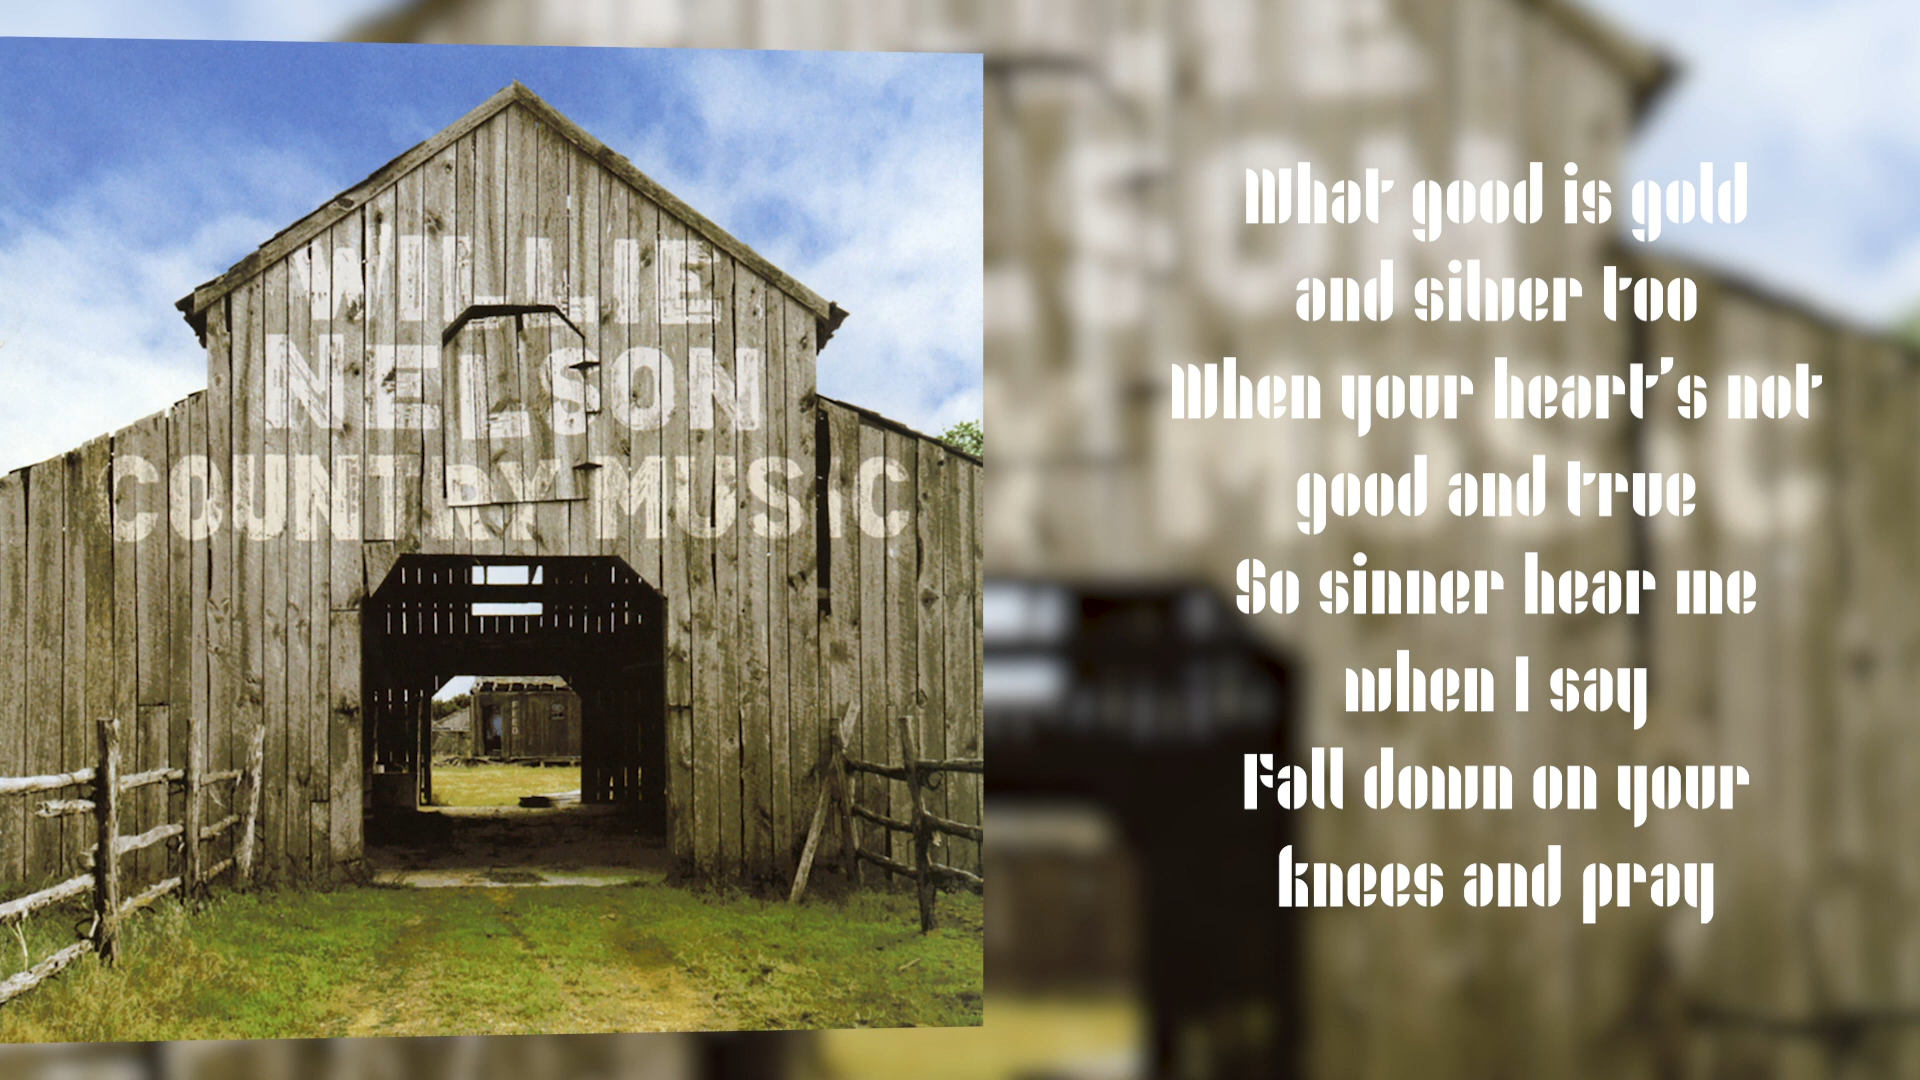 WILLIE
NELSON
COUNTRY MUSIC
What good is gold
and silver too
When your heart's not
good and true
So sinner hear me
when I say
Fall down on your
knees and pray